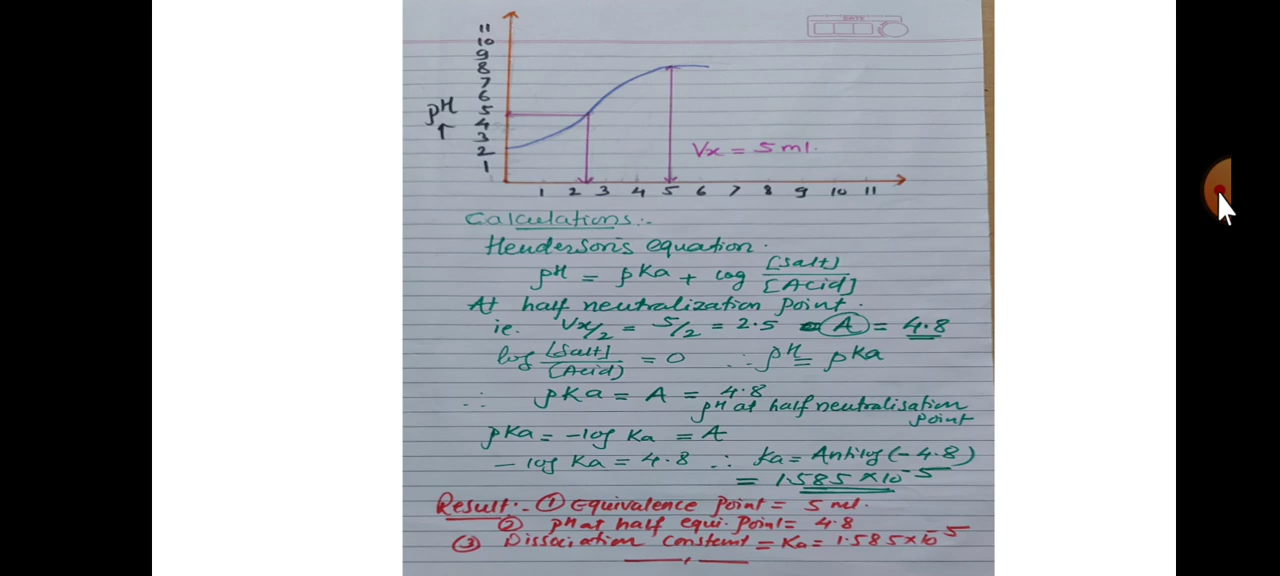 DATE
11
10
9
8
7
6
5
4
3
2
1
pH
↑
Vx = 5 ml.
1 2 3 4 5 6 7 8 9 10 11
Calculations:-
Henderson's equation.
pH = pKa + log [Salt]/[Acid]
At half neutralization point.
ie. Vx/2 = 5/2 = 2.5 A = 4.8
log [Salt]/[Acid] = 0 ∴ pH = pKa
∴ pKa = A = 4.8
pH at half neutralisation
point
pKa = -log Ka = A
- log Ka = 4.8 ∴ Ka = Antilog (-4.8)
= 1.585 × 10⁻⁵
Result:- ① Equivalence point = 5 ml.
② pH at half equi. point = 4.8
③ Dissociation constant = Ka = 1.585×10⁻⁵